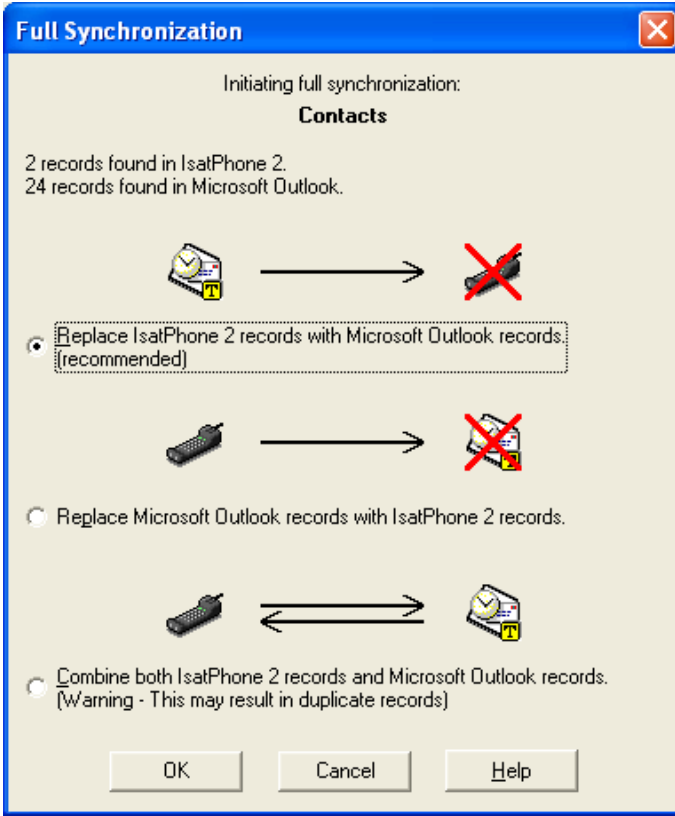 Full Synchronization
Initiating full synchronization:
Contacts
2 records found in IsatPhone 2.
24 records found in Microsoft Outlook.
T
Replace IsatPhone 2 records with Microsoft Outlook records.
(recommended)
T
Replace Microsoft Outlook records with IsatPhone 2 records.
T
Combine both IsatPhone 2 records and Microsoft Outlook records.
(Warning - This may result in duplicate records)
OK Cancel Help